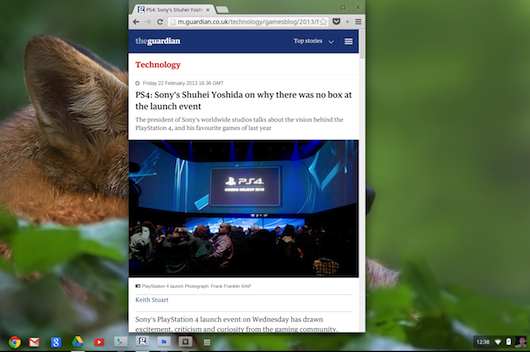 PS4: Sony's Shuhei Yoshi
m.guardian.co.uk/technology/gamesblog/2013/f
theguardian
Top stories
Technology
Friday 22 February 2013 18.36 GMT
PS4: Sony's Shuhei Yoshida on why there was no box at
the launch event
The president of Sony's worldwide studios talks about the vision behind the
PlayStation 4, and his favourite games of last year
PS4
PlayStation 4 launch Photograph: Frank Franklin II/AP
Keith Stuart
Sony's PlayStation 4 launch event on Wednesday has drawn
excitement, criticism and curiosity from the gaming community.
12:38